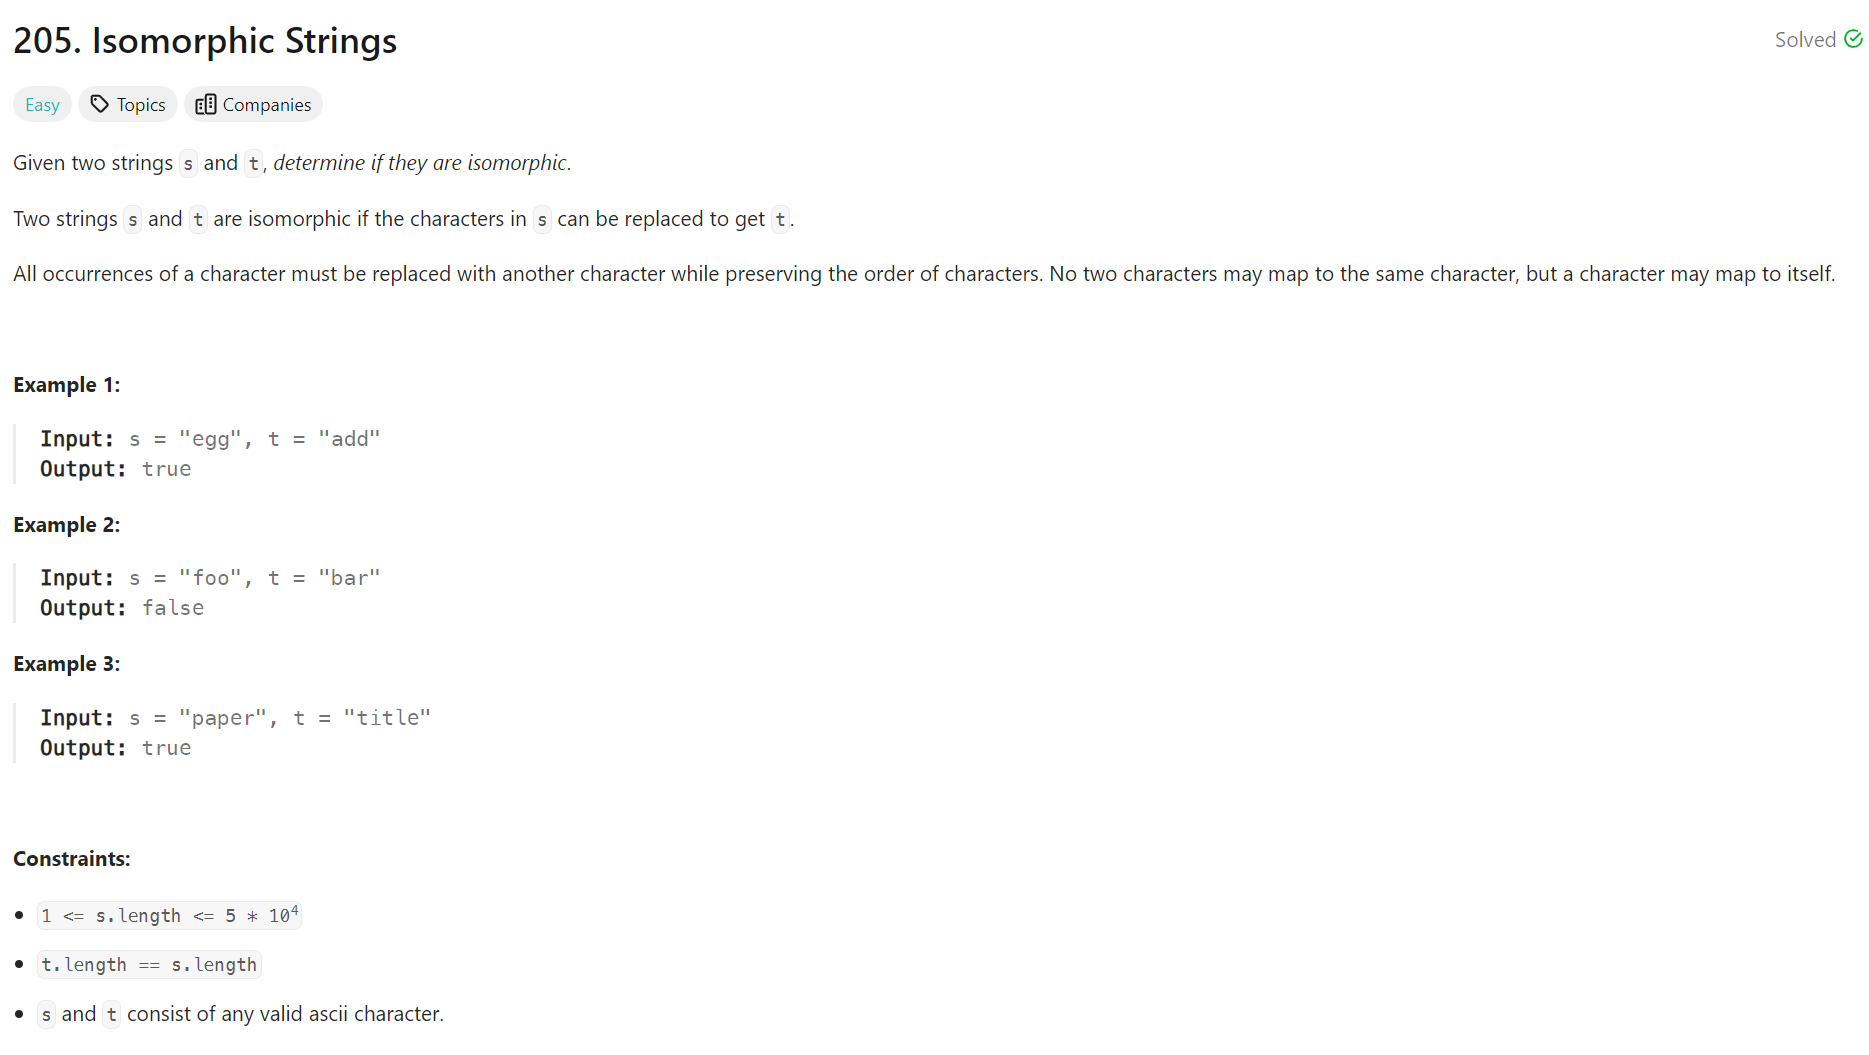 205. Isomorphic Strings
Solved
Easy Topics Companies
Given two strings s and t, determine if they are isomorphic.
Two strings s and t are isomorphic if the characters in s can be replaced to get t.
All occurrences of a character must be replaced with another character while preserving the order of characters. No two characters may map to the same character, but a character may map to itself.
Example 1:
Input: s = "egg", t = "add"
Output: true
Example 2:
Input: s = "foo", t = "bar"
Output: false
Example 3:
Input: s = "paper", t = "title"
Output: true
Constraints:
• 1 <= s.length <= 5 * 10⁴
• t.length == s.length
• s and t consist of any valid ascii character.